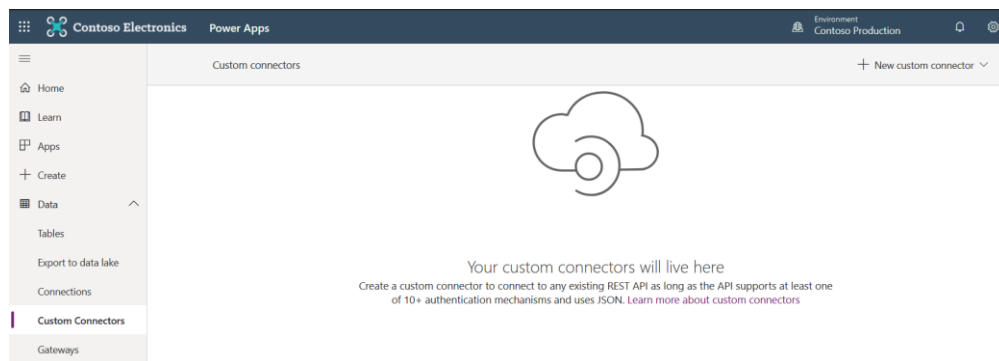 Contoso Electronics Power Apps Environment
Contoso Production
Custom connectors + New custom connector
Home
Learn
Apps
Create
Data
Tables
Export to data lake
Connections
Custom Connectors
Gateways
Your custom connectors will live here
Create a custom connector to connect to any existing REST API as long as the API supports at least one
of 10+ authentication mechanisms and uses JSON. Learn more about custom connectors